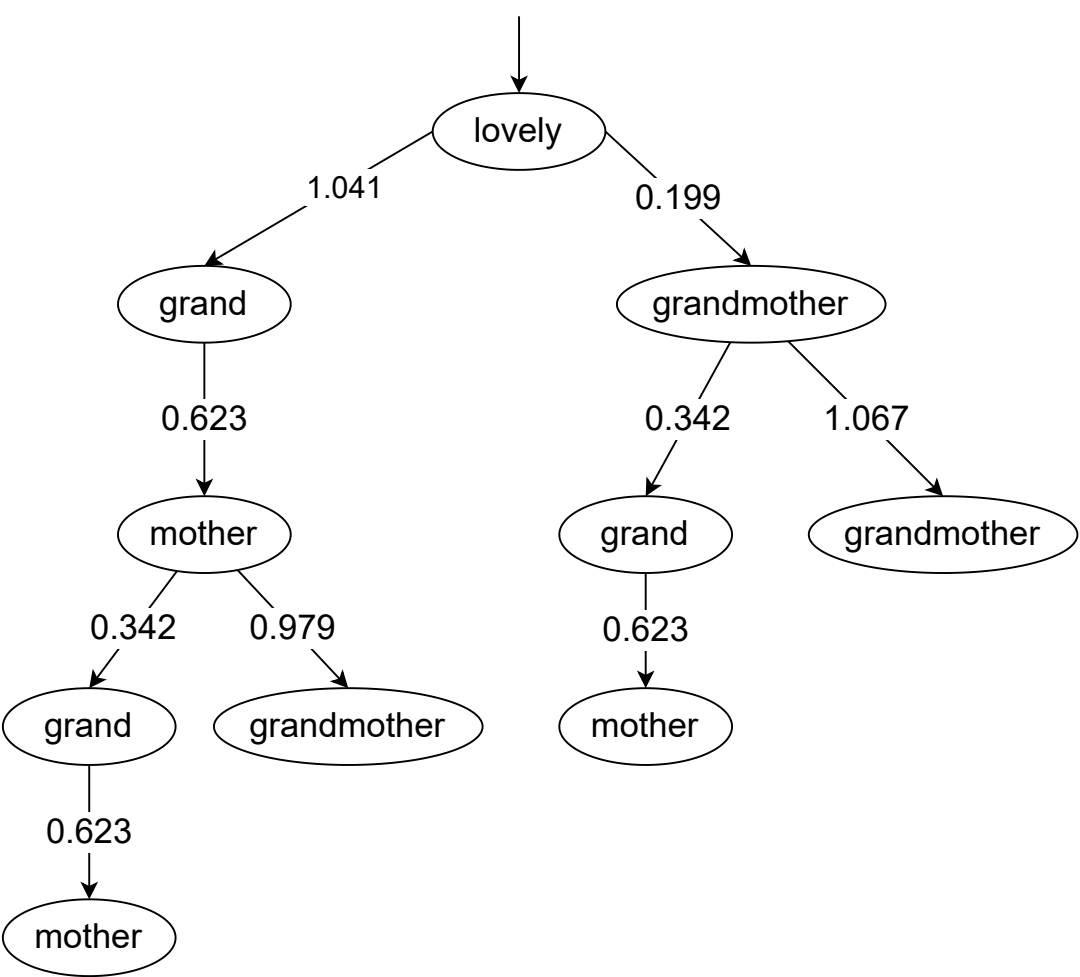 lovely
1.041
0.199
grand
grandmother
0.623
0.342
1.067
mother
grand
grandmother
0.342
0.979
0.623
grand
grandmother
mother
0.623
mother